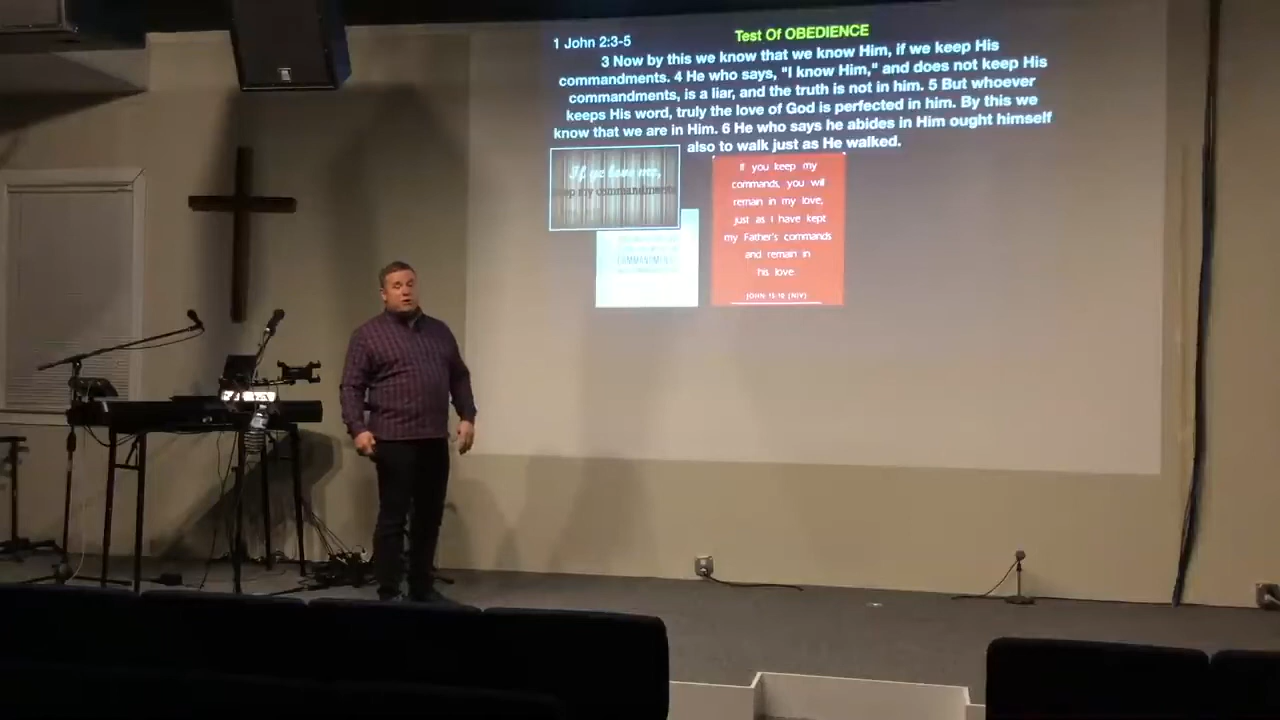 Test Of OBEDIENCE
1 John 2:3-5
3 Now by this we know that we know Him, if we keep His
commandments. 4 He who says, "I know Him," and does not keep His
commandments, is a liar, and the truth is not in him. 5 But whoever
keeps His word, truly the love of God is perfected in him. By this we
know that we are in Him. 6 He who says he abides in Him ought himself
also to walk just as He walked.
If ye love me,
keep my commandments
COMMANDMENTS
If you keep my
commands, you will
remain in my love,
just as I have kept
my Father's commands
and remain in
his love.
JOHN 15:10 (NIV)